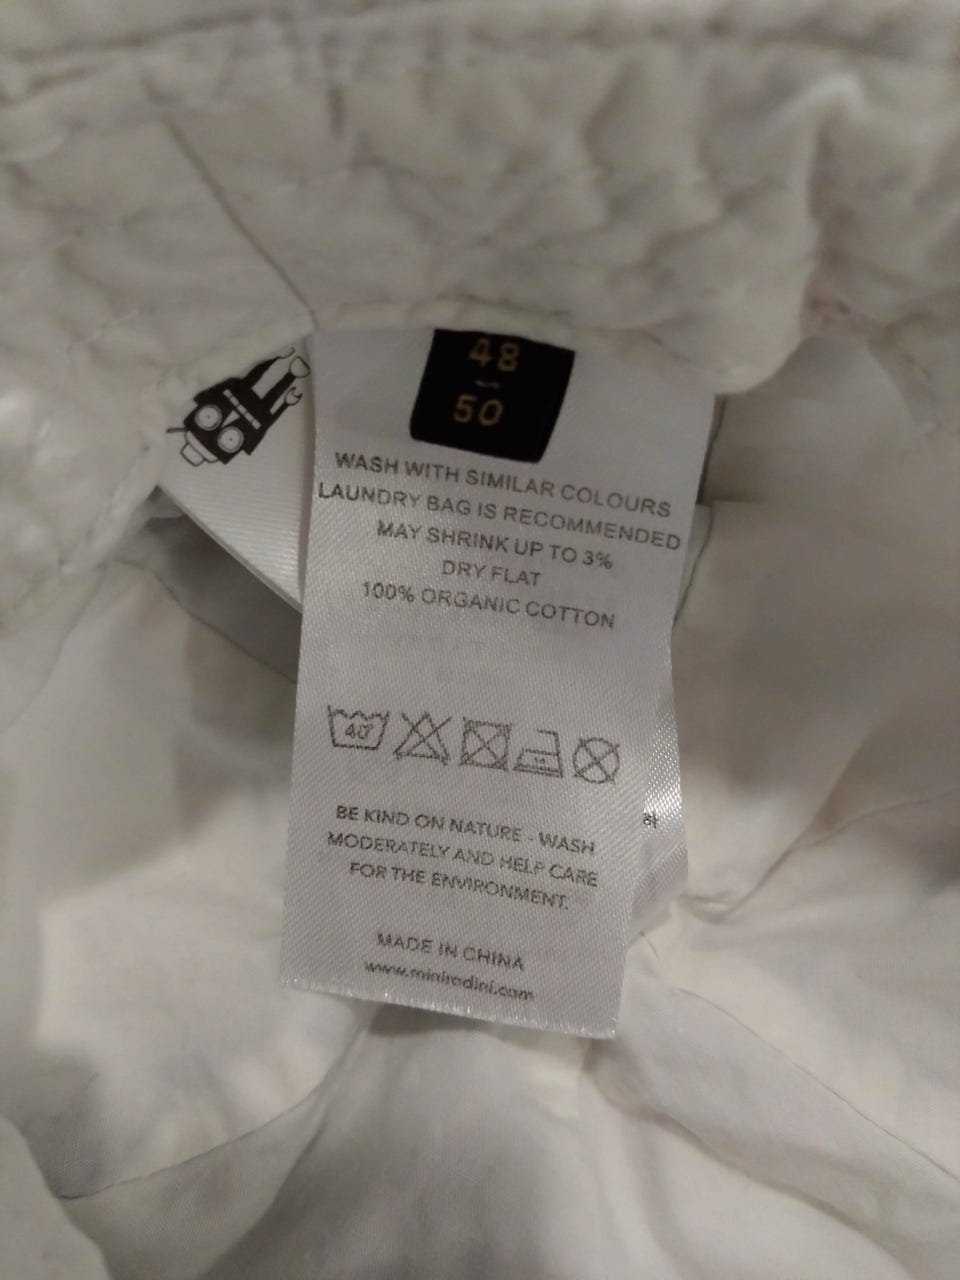 48
50
WASH WITH SIMILAR COLOURS
LAUNDRY BAG IS RECOMMENDED
MAY SHRINK UP TO 3%
DRY FLAT
100% ORGANIC COTTON
40°
BE KIND ON NATURE - WASH
MODERATELY AND HELP CARE
FOR THE ENVIRONMENT.
MADE IN CHINA
www.minirodini.com